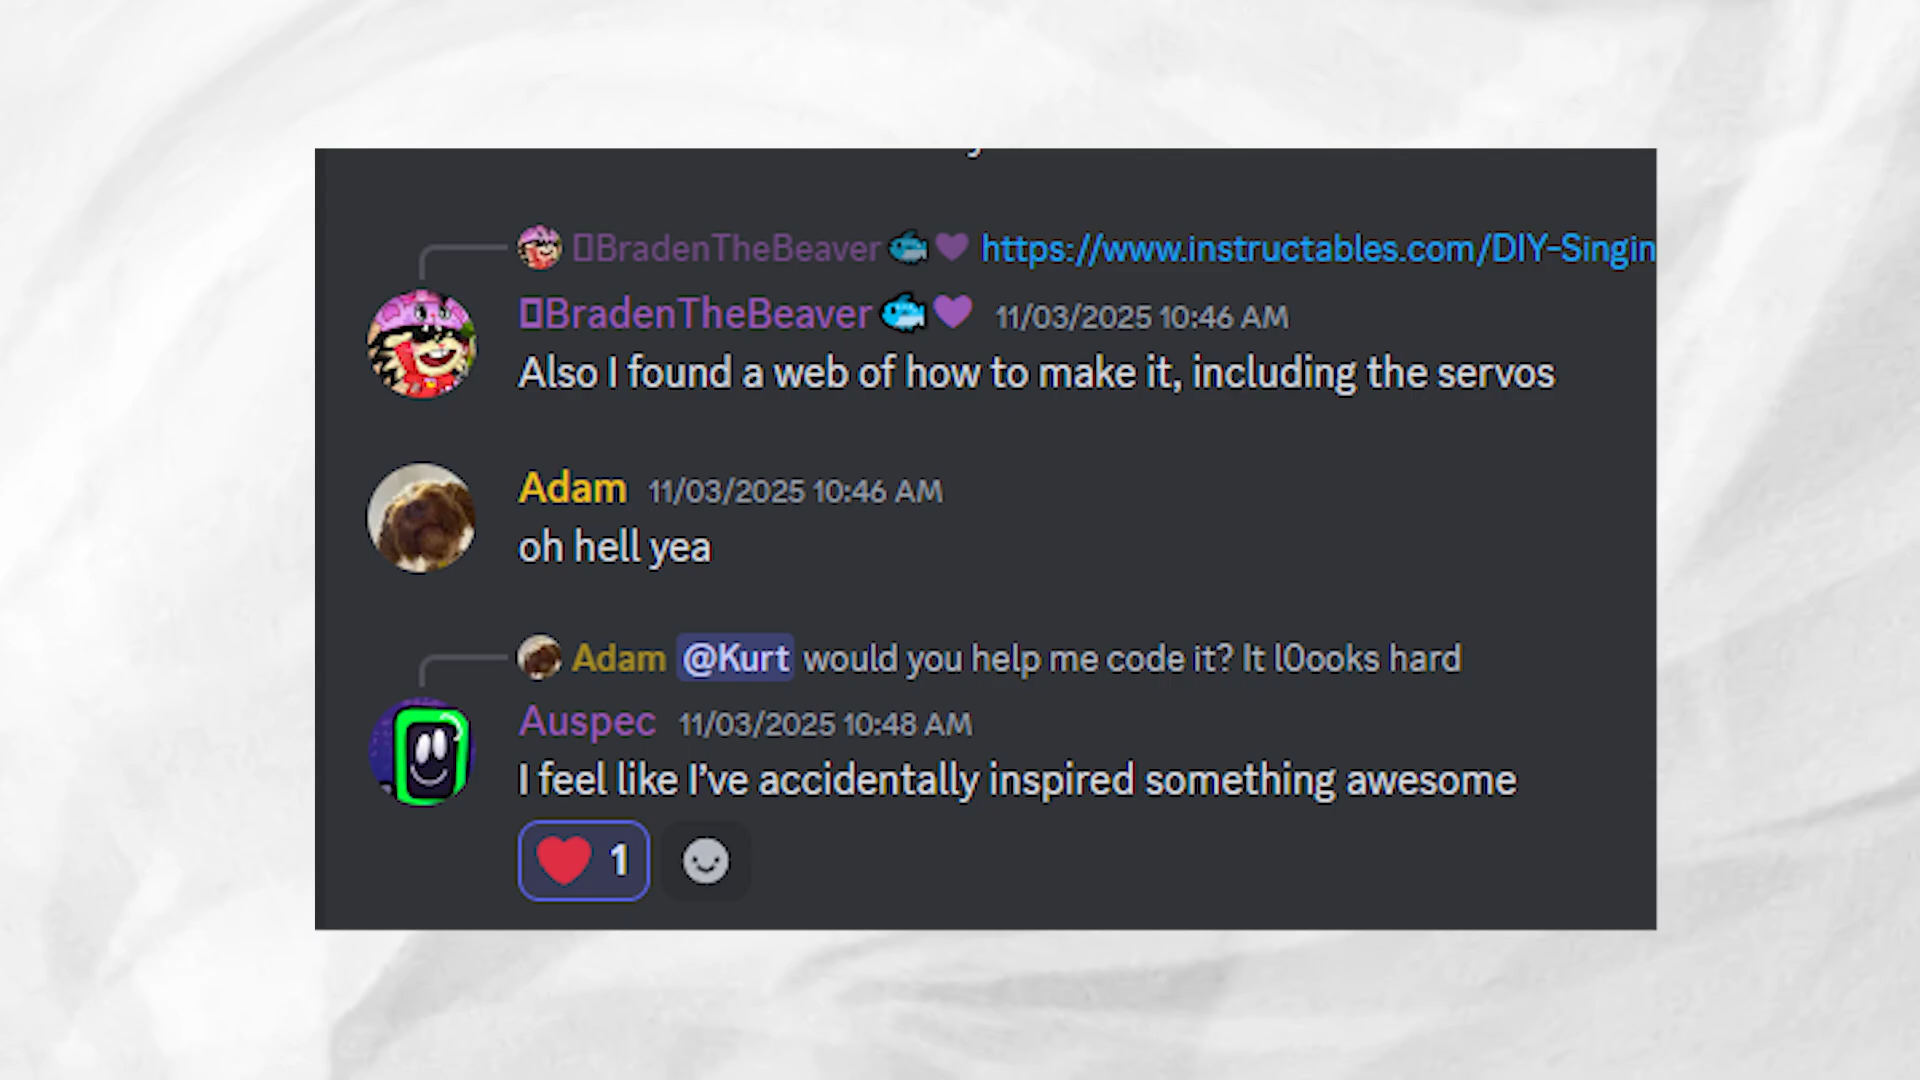 BradenTheBeaver https://www.instructables.com/DIY-Singin
BradenTheBeaver 11/03/2025 10:46 AM
Also I found a web of how to make it, including the servos
Adam 11/03/2025 10:46 AM
oh hell yea
Adam @Kurt would you help me code it? It l0ooks hard
Auspec 11/03/2025 10:48 AM
I feel like I've accidentally inspired something awesome
1